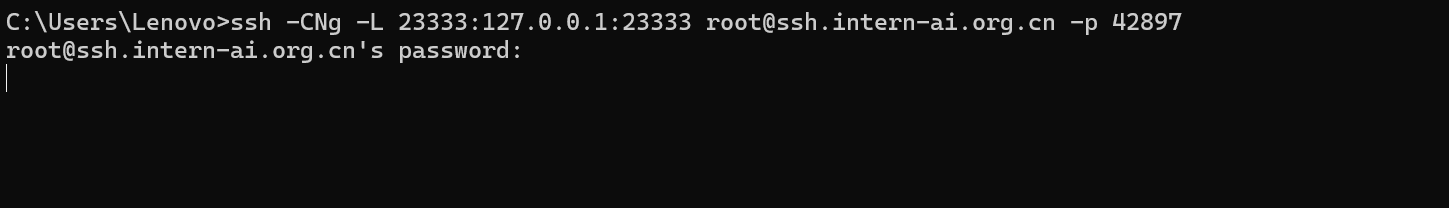 C:\Users\Lenovo>ssh -CNg -L 23333:127.0.0.1:23333 root@ssh.intern-ai.org.cn -p 42897
root@ssh.intern-ai.org.cn's password: